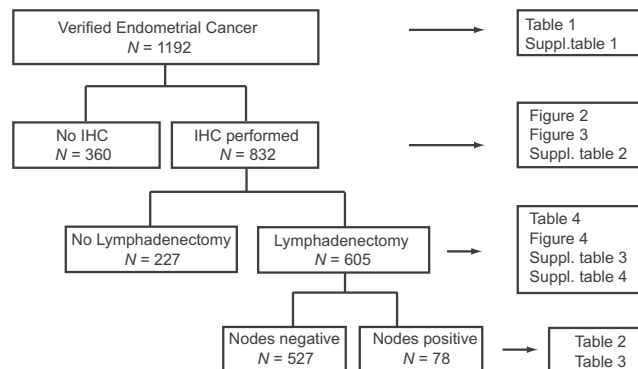 Verified Endometrial Cancer
N = 1192
Table 1
Suppl.table 1
No IHC
N = 360
IHC performed
N = 832
Figure 2
Figure 3
Suppl. table 2
No Lymphadenectomy
N = 227
Lymphadenectomy
N = 605
Table 4
Figure 4
Suppl. table 3
Suppl. table 4
Nodes negative
N = 527
Nodes positive
N = 78
Table 2
Table 3